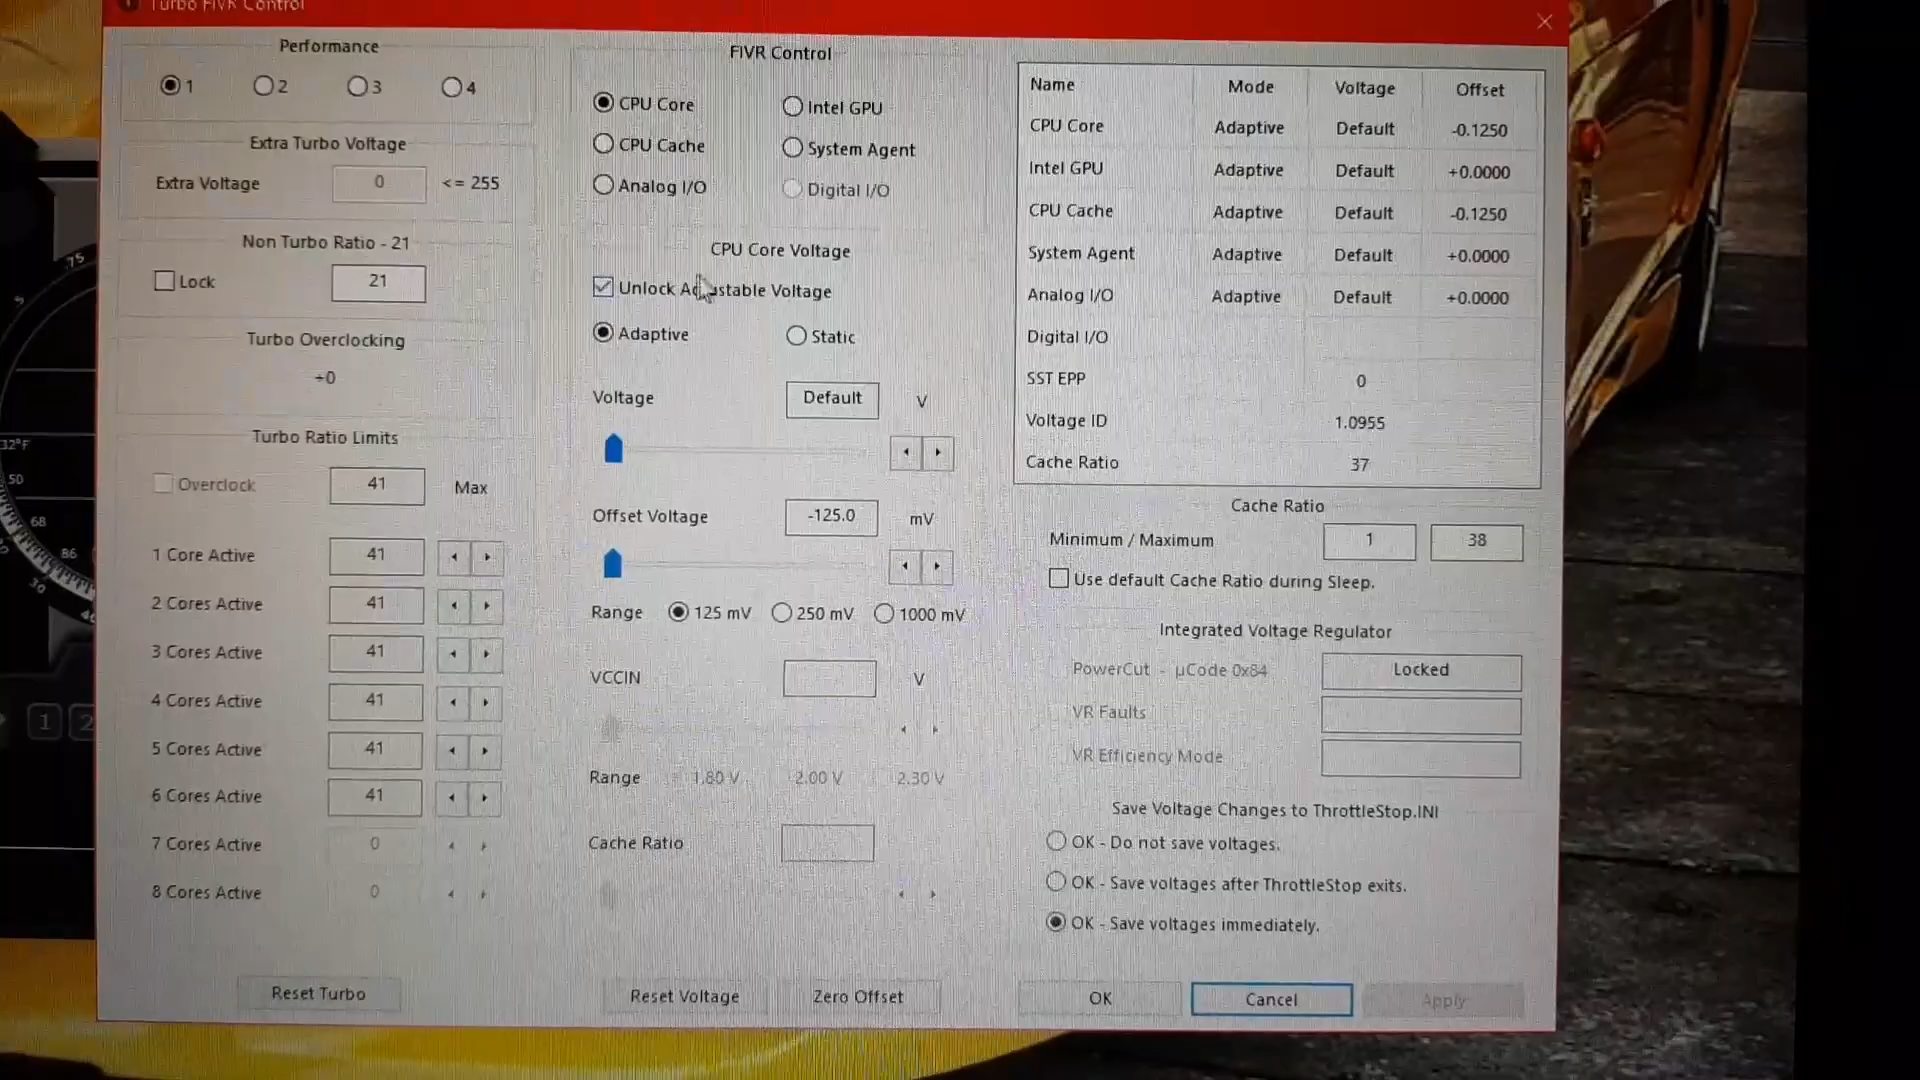 Turbo FIVR Control
Performance
1 2 3 4
Extra Turbo Voltage
Extra Voltage 0 <= 255
Non Turbo Ratio - 21
Lock 21
Turbo Overclocking
+0
Turbo Ratio Limits
Overclock 41 Max
1 Core Active 41
2 Cores Active 41
3 Cores Active 41
4 Cores Active 41
5 Cores Active 41
6 Cores Active 41
7 Cores Active 0
8 Cores Active 0
Reset Turbo
FIVR Control
CPU Core Intel GPU
CPU Cache System Agent
Analog I/O Digital I/O
CPU Core Voltage
Unlock Adjustable Voltage
Adaptive Static
Voltage Default V
Offset Voltage -125.0 mV
Range 125 mV 250 mV 1000 mV
VCCIN V
Range 1.80 V 2.00 V 2.30 V
Cache Ratio
Reset Voltage Zero Offset
Name Mode Voltage Offset
CPU Core Adaptive Default -0.1250
Intel GPU Adaptive Default +0.0000
CPU Cache Adaptive Default -0.1250
System Agent Adaptive Default +0.0000
Analog I/O Adaptive Default +0.0000
Digital I/O
SST EPP 0
Voltage ID 1.0955
Cache Ratio 37
Cache Ratio
Minimum / Maximum 1 38
Use default Cache Ratio during Sleep.
Integrated Voltage Regulator
PowerCut - µCode 0x84 Locked
VR Faults
VR Efficiency Mode
Save Voltage Changes to ThrottleStop.INI
OK - Do not save voltages.
OK - Save voltages after ThrottleStop exits.
OK - Save voltages immediately.
OK Cancel Apply
75
32°F
50
68
86
30
1 2